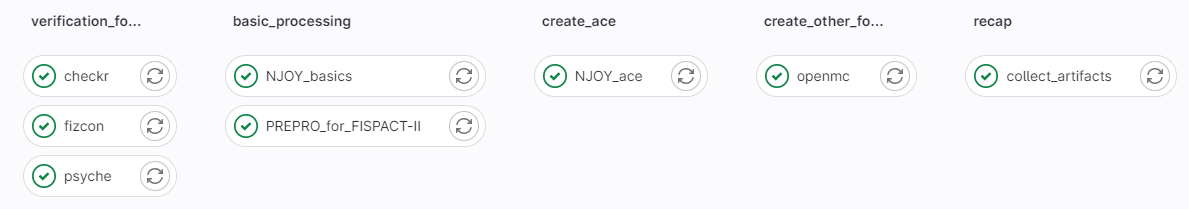 verification_fo...
checkr
fizcon
psyche
basic_processing
NJOY_basics
PREPRO_for_FISPACT-II
create_ace
NJOY_ace
create_other_fo...
openmc
recap
collect_artifacts